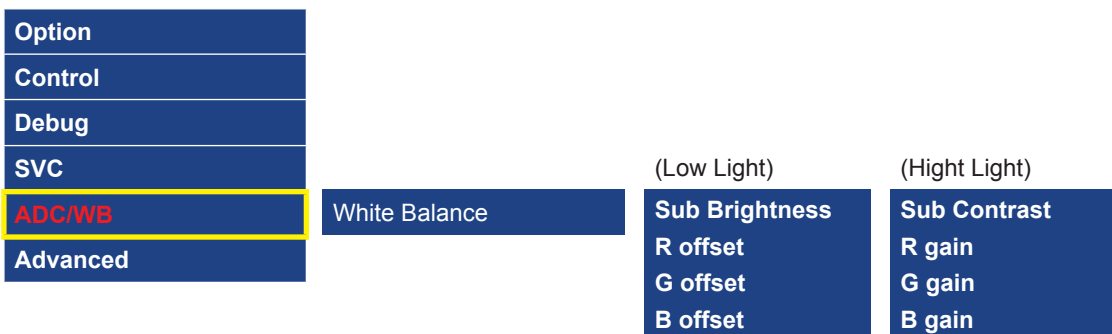 Option
Control
Debug
SVC
ADC/WB
Advanced
White Balance
(Low Light)
Sub Brightness
R offset
G offset
B offset
(Hight Light)
Sub Contrast
R gain
G gain
B gain